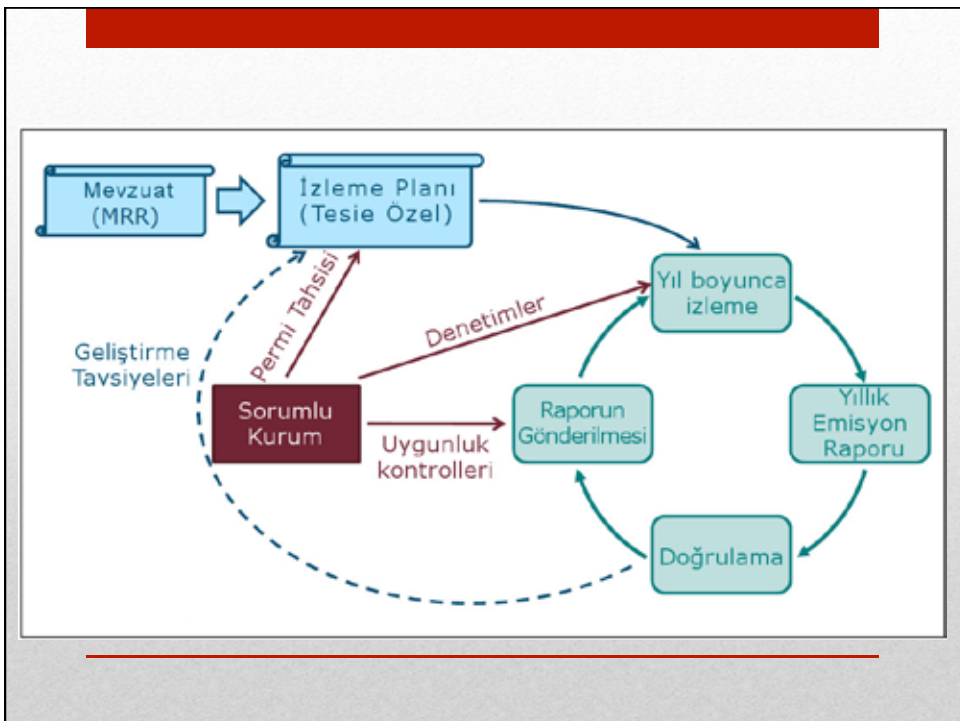 Mevzuat
(MRR)
İzleme Planı
(Tesie Özel)
Yıl boyunca
izleme
Permi Tahsisi
Denetimler
Geliştirme
Tavsiyeleri
Sorumlu
Kurum
Uygunluk
kontrolleri
Raporun
Gönderilmesi
Yıllık
Emisyon
Raporu
Doğrulama